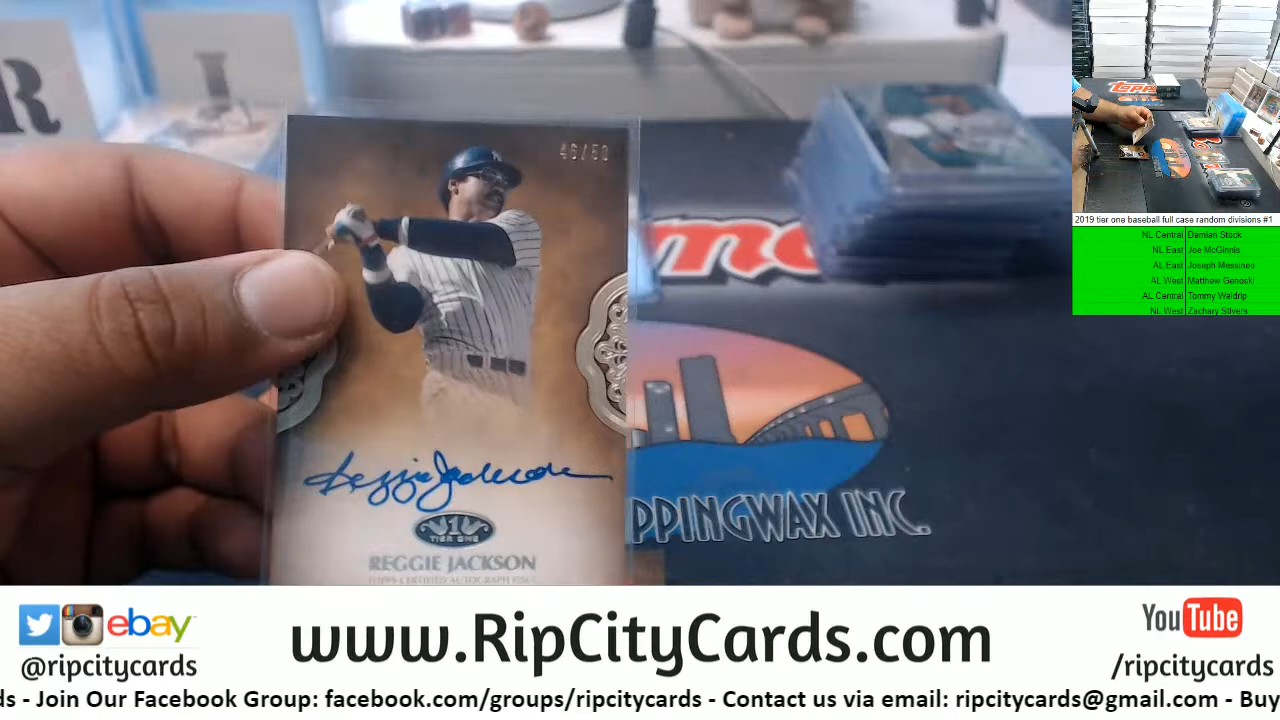 R I
46/50
Reggie Jackson
1
TIER ONE
REGGIE JACKSON
TOPPS CERTIFIED AUTOGRAPH ISSUE
PPINGWAX INC.
topps
2019 tier one baseball full case random divisions #1
NL Central Damian Stock
NL East Joe McGinnis
AL East Joseph Messineo
AL West Matthew Genoski
AL Central Tommy Waldrip
NL West Zachary Stivers
ebay
@ripcitycards
www.RipCityCards.com
YouTube
/ripcitycards
ds - Join Our Facebook Group: facebook.com/groups/ripcitycards - Contact us via email: ripcitycards@gmail.com - Buy